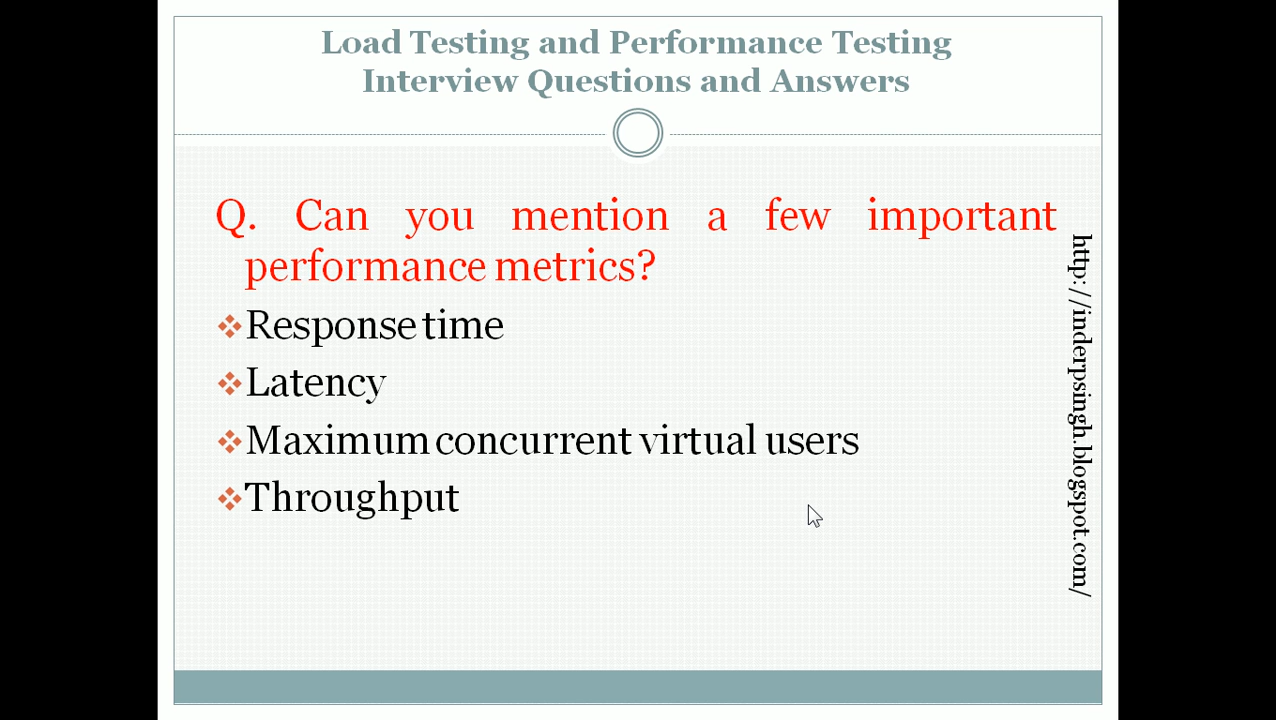 Load Testing and Performance Testing
Interview Questions and Answers
Q. Can you mention a few important
performance metrics?
Response time
Latency
Maximum concurrent virtual users
Throughput
http://inderpsingh.blogspot.com/